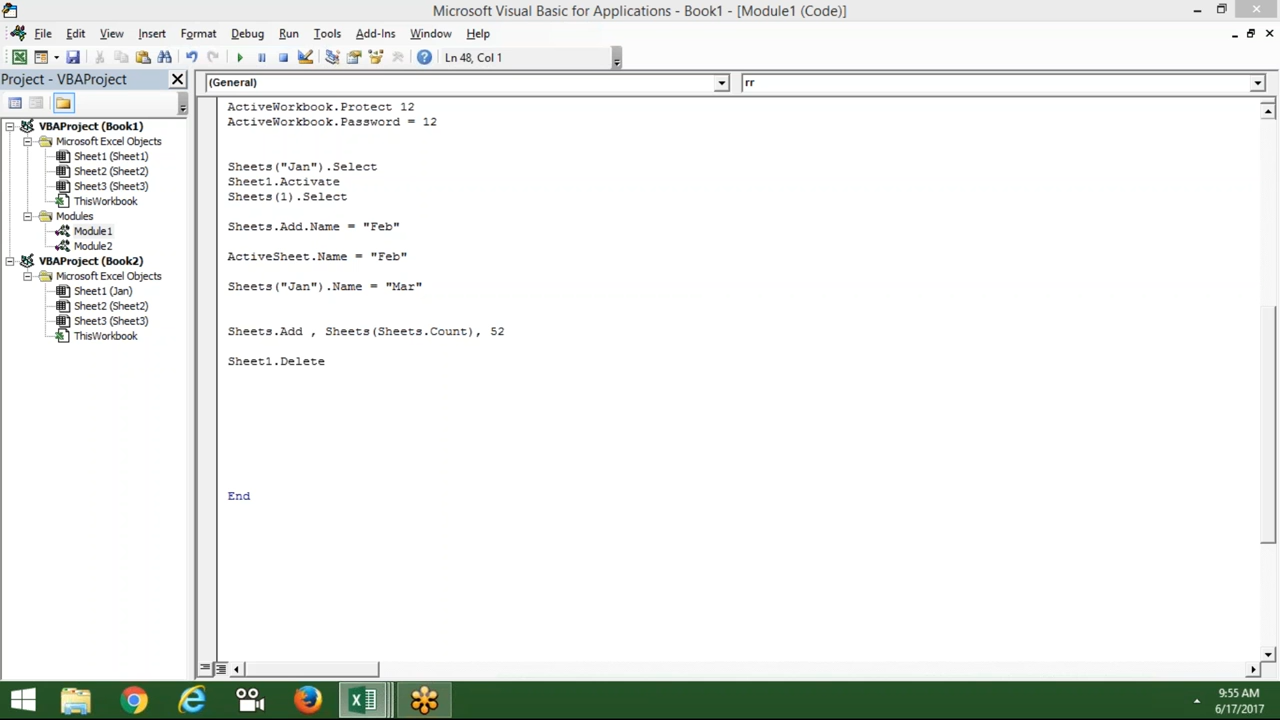 Microsoft Visual Basic for Applications - Book1 - [Module1 (Code)]
File Edit View Insert Format Debug Run Tools Add-Ins Window Help
Ln 48, Col 1
Project - VBAProject
(General)
rr
VBAProject (Book1)
Microsoft Excel Objects
Sheet1 (Sheet1)
Sheet2 (Sheet2)
Sheet3 (Sheet3)
ThisWorkbook
Modules
Module1
Module2
VBAProject (Book2)
Microsoft Excel Objects
Sheet1 (Jan)
Sheet2 (Sheet2)
Sheet3 (Sheet3)
ThisWorkbook
ActiveWorkbook.Protect 12
ActiveWorkbook.Password = 12
Sheets("Jan").Select
Sheet1.Activate
Sheets(1).Select
Sheets.Add.Name = "Feb"
ActiveSheet.Name = "Feb"
Sheets("Jan").Name = "Mar"
Sheets.Add , Sheets(Sheets.Count), 52
Sheet1.Delete
End
9:55 AM
6/17/2017